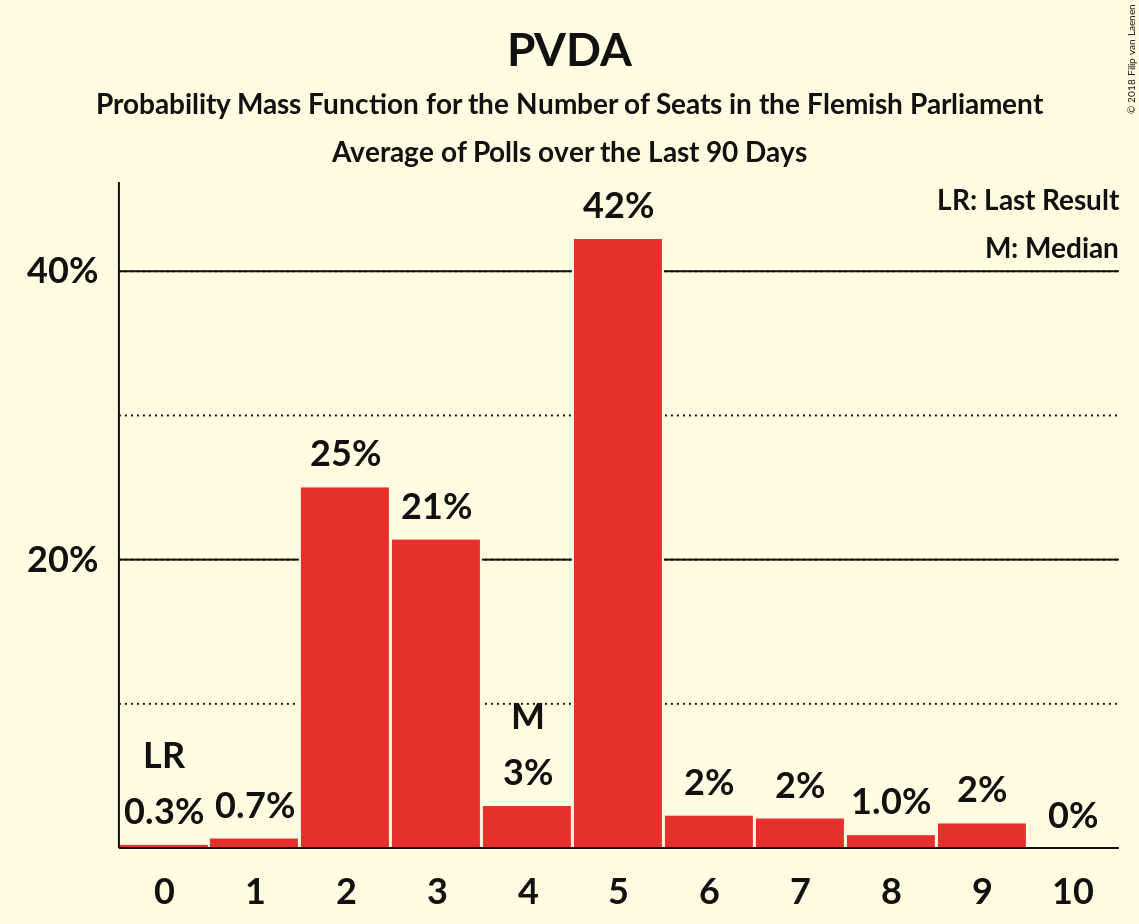 PVDA
Probability Mass Function for the Number of Seats in the Flemish Parliament
Average of Polls over the Last 90 Days
© 2018 Filip van Laenen
LR: Last Result
M: Median
40%
20%
LR
0.3%
0.7%
25%
21%
M
3%
42%
2%
2%
1.0%
2%
0%
0 1 2 3 4 5 6 7 8 9 10